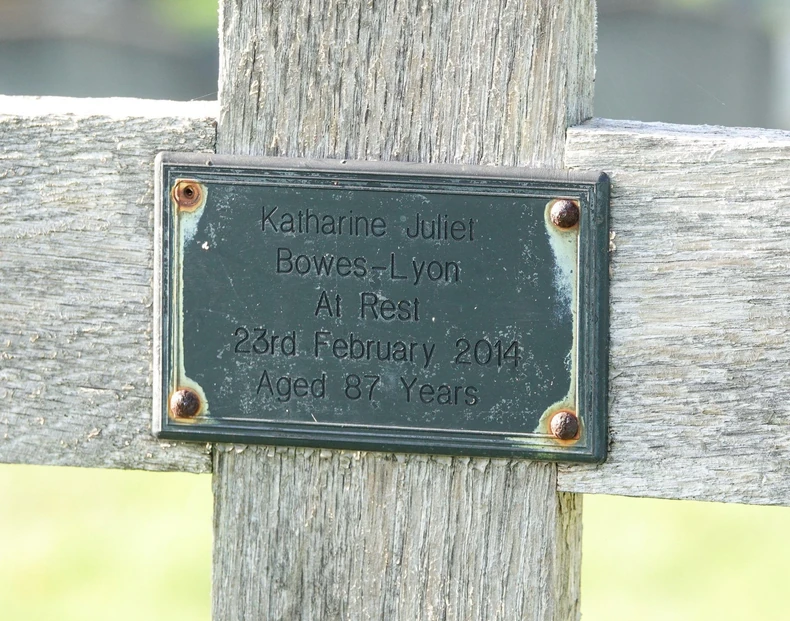 Katharine Juliet
Bowes-Lyon
At Rest
23rd February 2014
Aged 87 Years